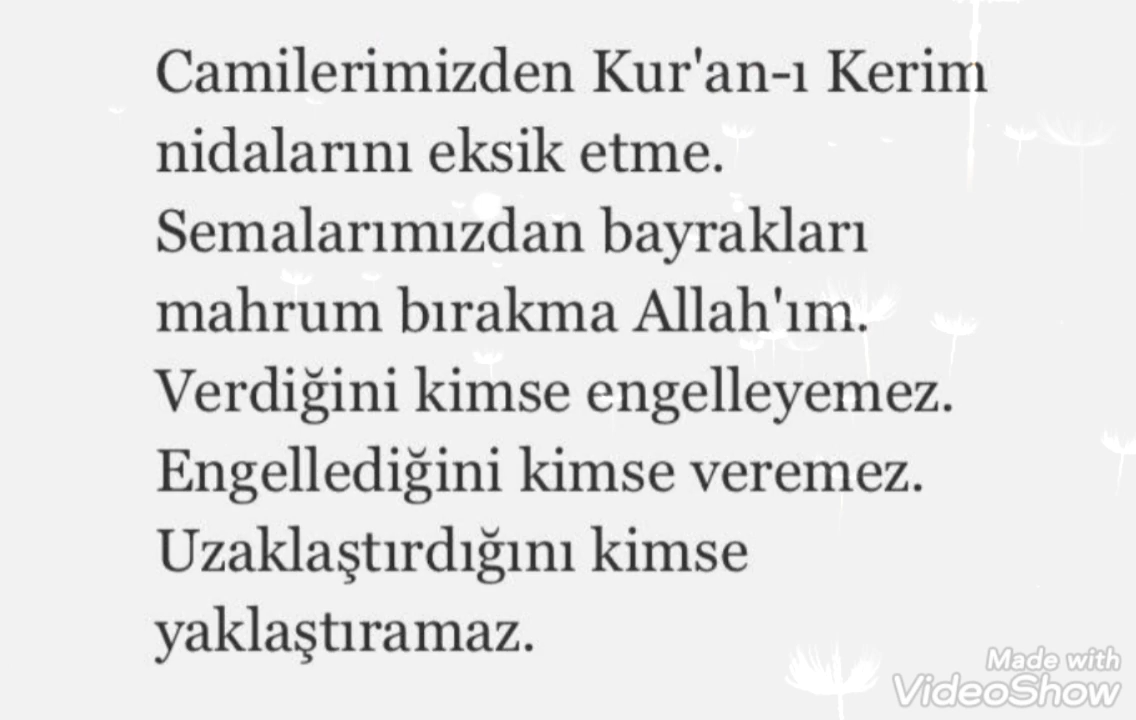 Camilerimizden Kur'an-ı Kerim
nidalarını eksik etme.
Semalarımızdan bayrakları
mahrum bırakma Allah'ım.
Verdiğini kimse engelleyemez.
Engellediğini kimse veremez.
Uzaklaştırdığını kimse
yaklaştıramaz.
Made with
VideoShow